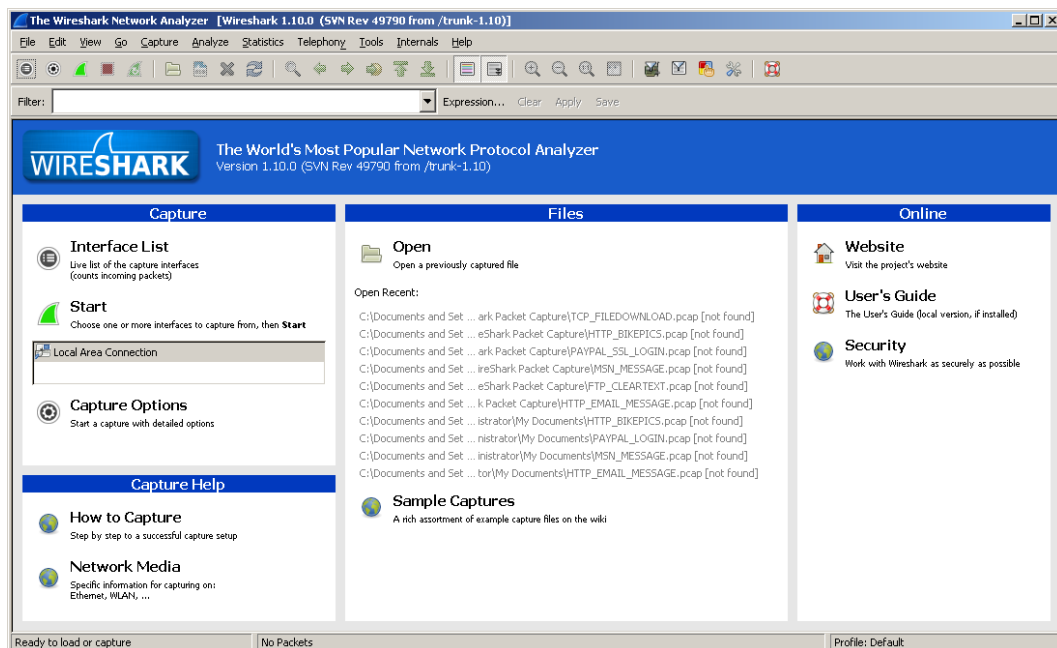 The Wireshark Network Analyzer [Wireshark 1.10.0 (SVN Rev 49790 from /trunk-1.10)]
File Edit View Go Capture Analyze Statistics Telephony Tools Internals Help
Filter: Expression... Clear Apply Save
WIRESHARK
The World's Most Popular Network Protocol Analyzer
Version 1.10.0 (SVN Rev 49790 from /trunk-1.10)
Capture
Interface List
Live list of the capture interfaces
(counts incoming packets)
Start
Choose one or more interfaces to capture from, then Start
Local Area Connection
Capture Options
Start a capture with detailed options
Capture Help
How to Capture
Step by step to a successful capture setup
Network Media
Specific information for capturing on:
Ethernet, WLAN, ...
Files
Open
Open a previously captured file
Open Recent:
C:\Documents and Set ... ark Packet Capture\TCP_FILEDOWNLOAD.pcap [not found]
C:\Documents and Set ... eShark Packet Capture\HTTP_BIKEPICS.pcap [not found]
C:\Documents and Set ... ark Packet Capture\PAYPAL_SSL_LOGIN.pcap [not found]
C:\Documents and Set ... ireShark Packet Capture\MSN_MESSAGE.pcap [not found]
C:\Documents and Set ... eShark Packet Capture\FTP_CLEARTEXT.pcap [not found]
C:\Documents and Set ... k Packet Capture\HTTP_EMAIL_MESSAGE.pcap [not found]
C:\Documents and Set ... istrator\My Documents\HTTP_BIKEPICS.pcap [not found]
C:\Documents and Set ... nistrator\My Documents\PAYPAL_LOGIN.pcap [not found]
C:\Documents and Set ... inistrator\My Documents\MSN_MESSAGE.pcap [not found]
C:\Documents and Set ... tor\My Documents\HTTP_EMAIL_MESSAGE.pcap [not found]
Sample Captures
A rich assortment of example capture files on the wiki
Online
Website
Visit the project's website
User's Guide
The User's Guide (local version, if installed)
Security
Work with Wireshark as securely as possible
Ready to load or capture No Packets Profile: Default